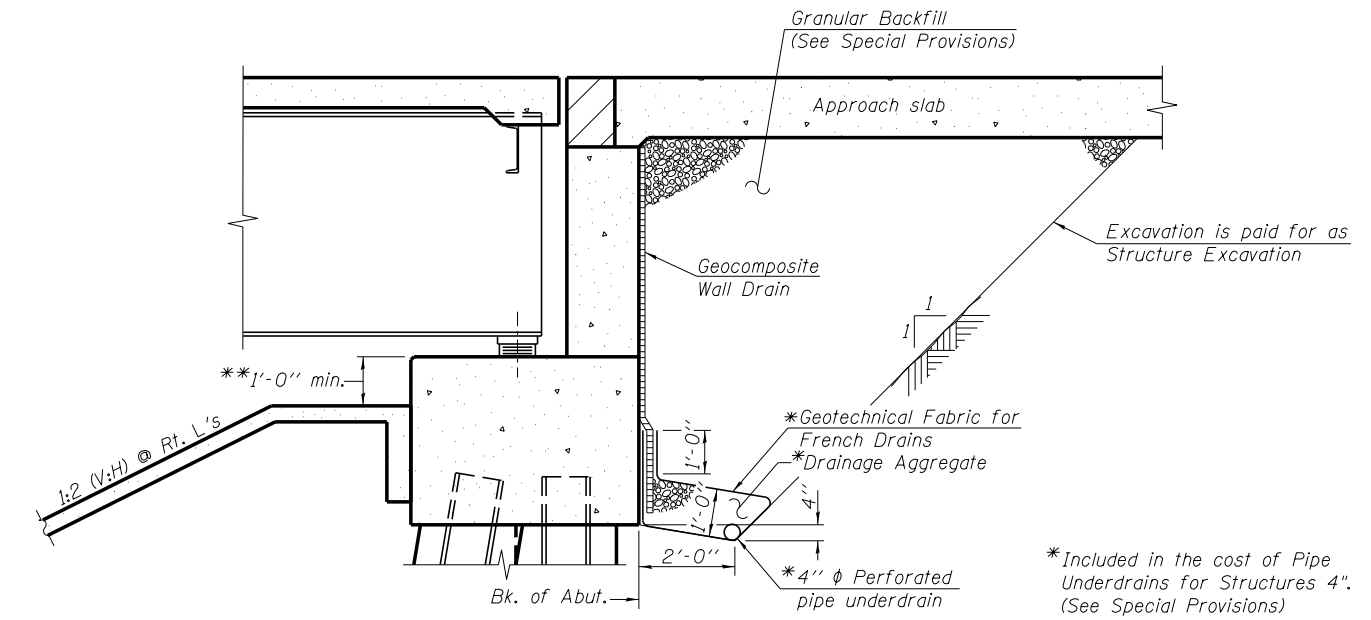 Granular Backfill
(See Special Provisions)
Approach slab
Excavation is paid for as
Structure Excavation
Geocomposite
Wall Drain
1
1
**1'-0" min.
1:2 (V:H) @ Rt. L's
1'-0"
*Geotechnical Fabric for
French Drains
*Drainage Aggregate
1'-0"
4"
2'-0"
*4" ϕ Perforated
pipe underdrain
Bk. of Abut.
*Included in the cost of Pipe
Underdrains for Structures 4".
(See Special Provisions)